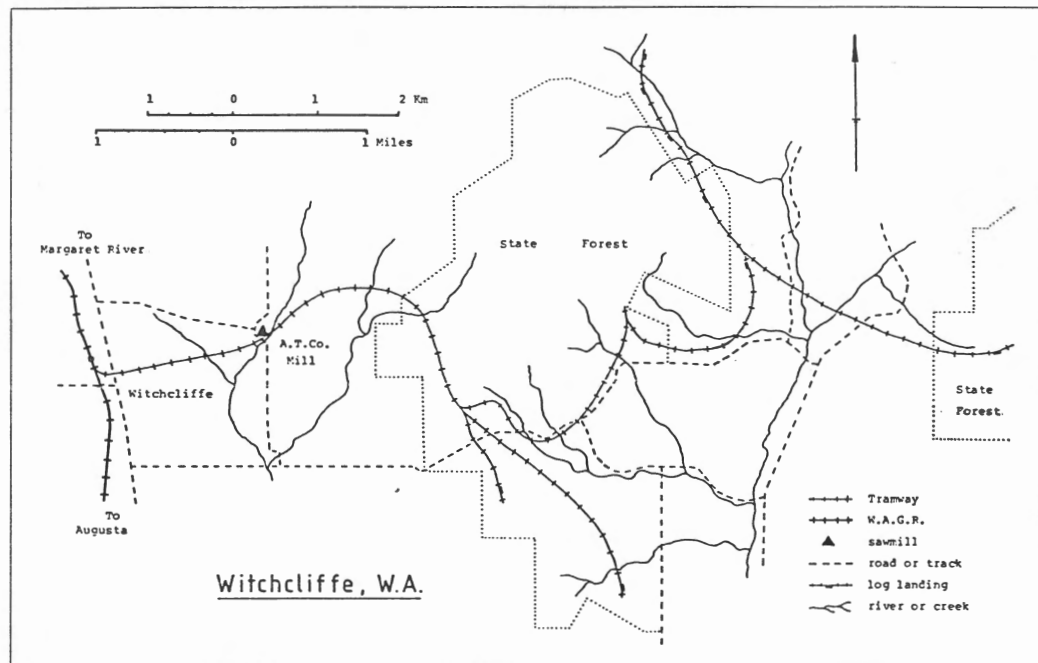 1 0 1 2 Km
1 0 1 Miles
To
Margaret River
State Forest
A.T.Co.
Mill
Witchcliffe
State
Forest
To
Augusta
Witchcliffe, W.A.
Tramway
W.A.G.R.
sawmill
road or track
log landing
river or creek